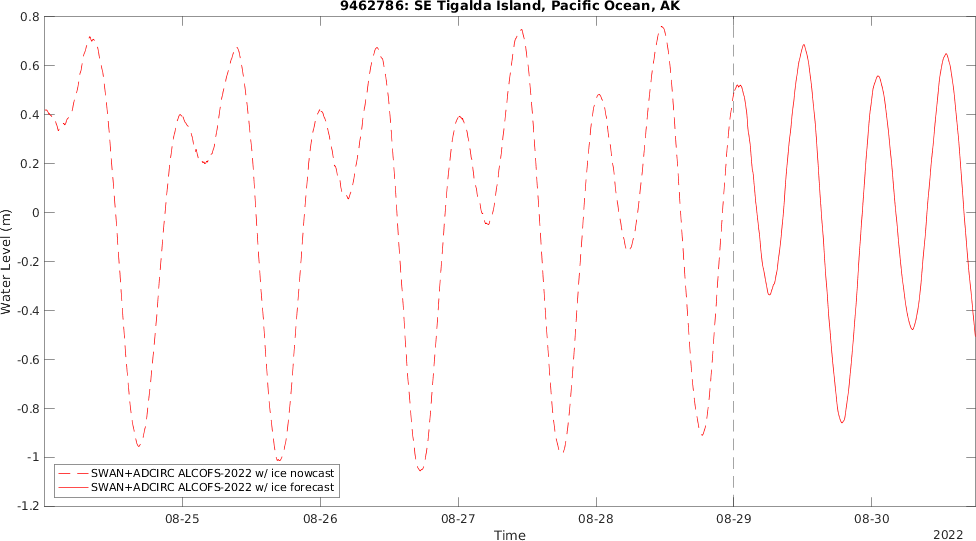 9462786: SE Tigalda Island, Pacific Ocean, AK
0.8
0.6
0.4
0.2
0
-0.2
-0.4
-0.6
-0.8
-1
-1.2
Water Level (m)
SWAN+ADCIRC ALCOFS-2022 w/ ice nowcast
SWAN+ADCIRC ALCOFS-2022 w/ ice forecast
08-25 08-26 08-27 08-28 08-29 08-30
Time
2022